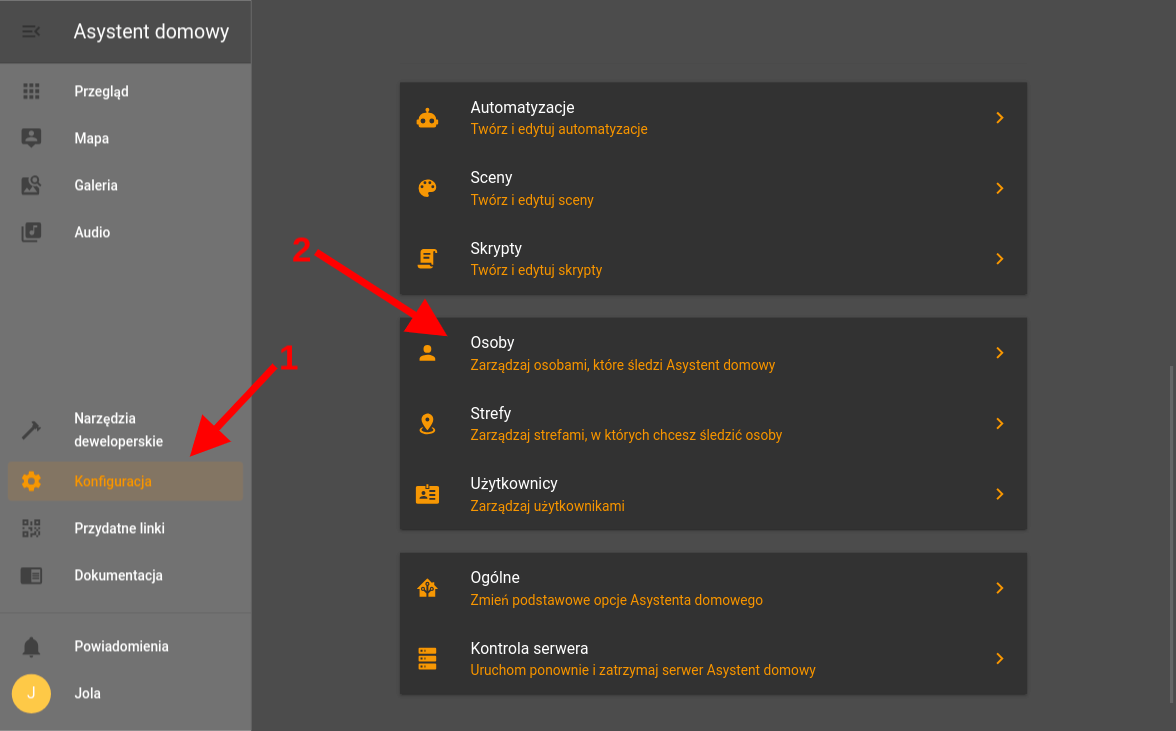 Asystent domowy
Przegląd
Mapa
Galeria
Audio
Narzędzia
deweloperskie
Konfiguracja
Przydatne linki
Dokumentacja
Powiadomienia
J
Jola
1
2
Automatyzacje
Twórz i edytuj automatyzacje
Sceny
Twórz i edytuj sceny
Skrypty
Twórz i edytuj skrypty
Osoby
Zarządzaj osobami, które śledzi Asystent domowy
Strefy
Zarządzaj strefami, w których chcesz śledzić osoby
Użytkownicy
Zarządzaj użytkownikami
Ogólne
Zmień podstawowe opcje Asystenta domowego
Kontrola serwera
Uruchom ponownie i zatrzymaj serwer Asystent domowy